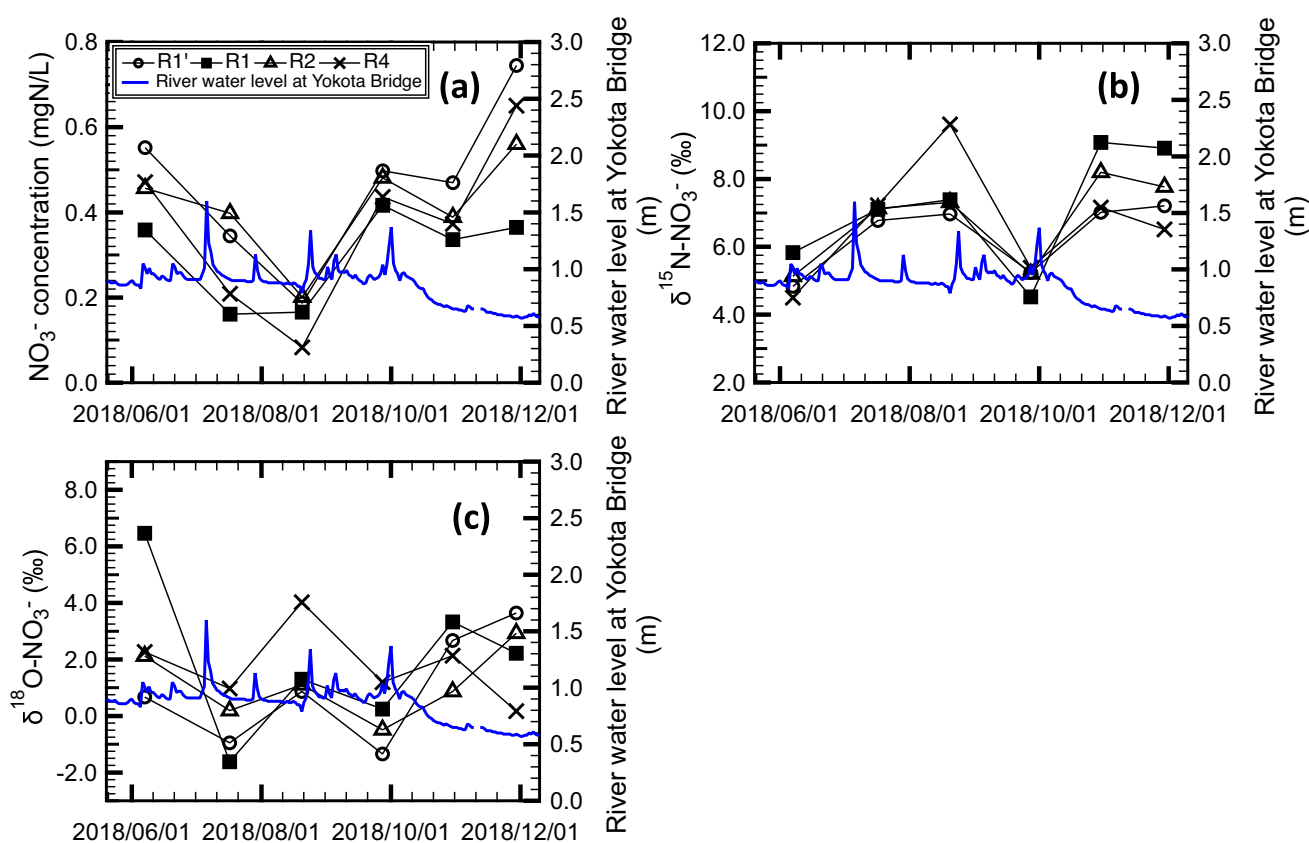 0.8
0.6
0.4
0.2
0.0
NO3- concentration (mgN/L)
R1' R1 R2 R4
River water level at Yokota Bridge
(a)
3.0
2.5
2.0
1.5
1.0
0.5
0.0
River water level at Yokota Bridge
(m)
2018/06/01 2018/08/01 2018/10/01 2018/12/01
12.0
10.0
8.0
6.0
4.0
2.0
δ15N-NO3- (‰)
(b)
3.0
2.5
2.0
1.5
1.0
0.5
0.0
River water level at Yokota Bridge
(m)
2018/06/01 2018/08/01 2018/10/01 2018/12/01
8.0
6.0
4.0
2.0
0.0
-2.0
δ18O-NO3- (‰)
(c)
3.0
2.5
2.0
1.5
1.0
0.5
0.0
River water level at Yokota Bridge
(m)
2018/06/01 2018/08/01 2018/10/01 2018/12/01